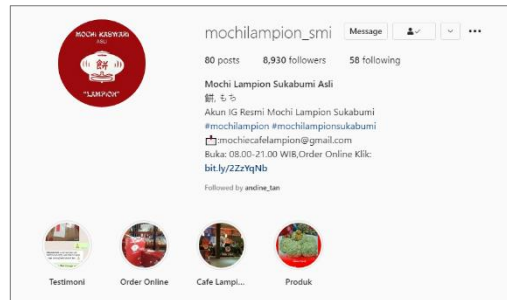 MOCHI KASWARI
ASLI
餅
"LAMPION"
mochilampion_smi Message
80 posts 8,930 followers 58 following
Mochi Lampion Sukabumi Asli
餅, もち
Akun IG Resmi Mochi Lampion Sukabumi
#mochilampion #mochilampionsukabumi
:mochiecafelampion@gmail.com
Buka: 08.00-21.00 WIB,Order Online Klik:
bit.ly/2ZzYqNb
Followed by andine_tan
Testimoni Order Online Cafe Lampi... Produk